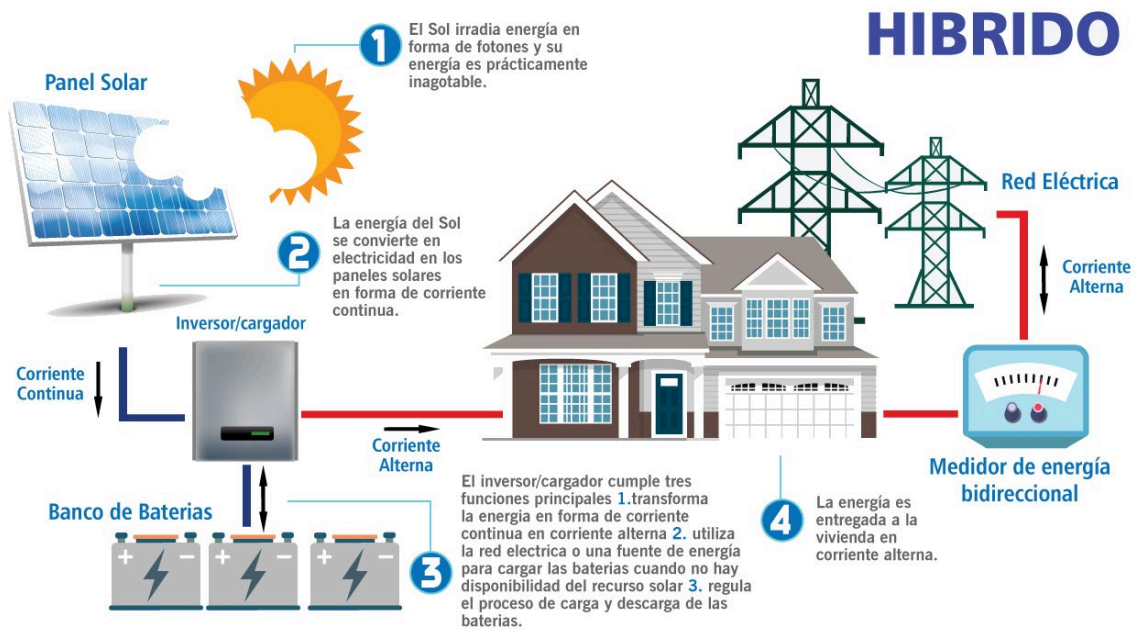 HIBRIDO
1
El Sol irradia energía en
forma de fotones y su
energía es prácticamente
inagotable.
Panel Solar
Red Eléctrica
2
La energía del Sol
se convierte en
electricidad en los
paneles solares
en forma de corriente
continua.
Corriente
Alterna
Inversor/cargador
Corriente
Continua
Corriente
Alterna
Medidor de energía
bidireccional
Banco de Baterias
+ -
+ -
+ -
3
El inversor/cargador cumple tres
funciones principales 1.transforma
la energia en forma de corriente
continua en corriente alterna 2. utiliza
la red electrica o una fuente de energía
para cargar las baterias cuando no hay
disponibilidad del recurso solar 3. regula
el proceso de carga y descarga de las
baterias.
4
La energía es
entregada a la
vivienda en
corriente alterna.